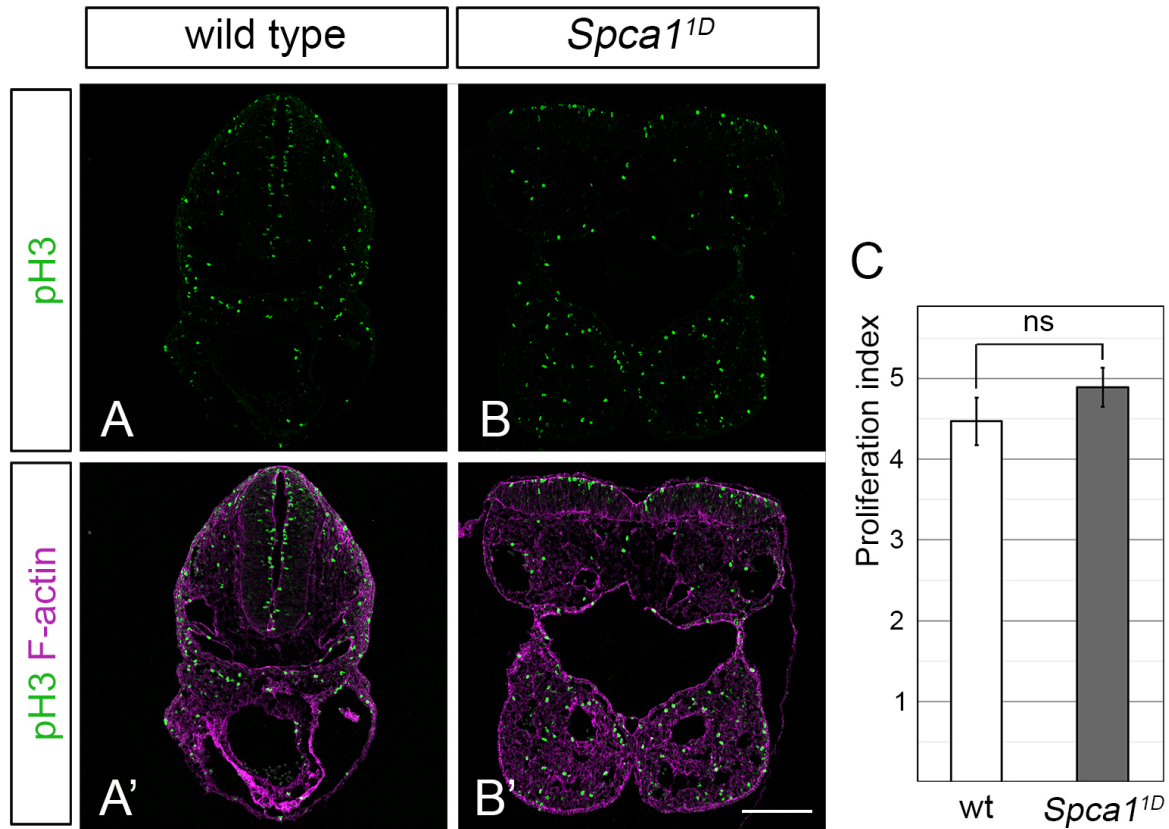 wild type
Spca1^1D
pH3
A
B
pH3 F-actin
A’
B’
C
ns
Proliferation index
5
4
3
2
1
wt
Spca1^1D